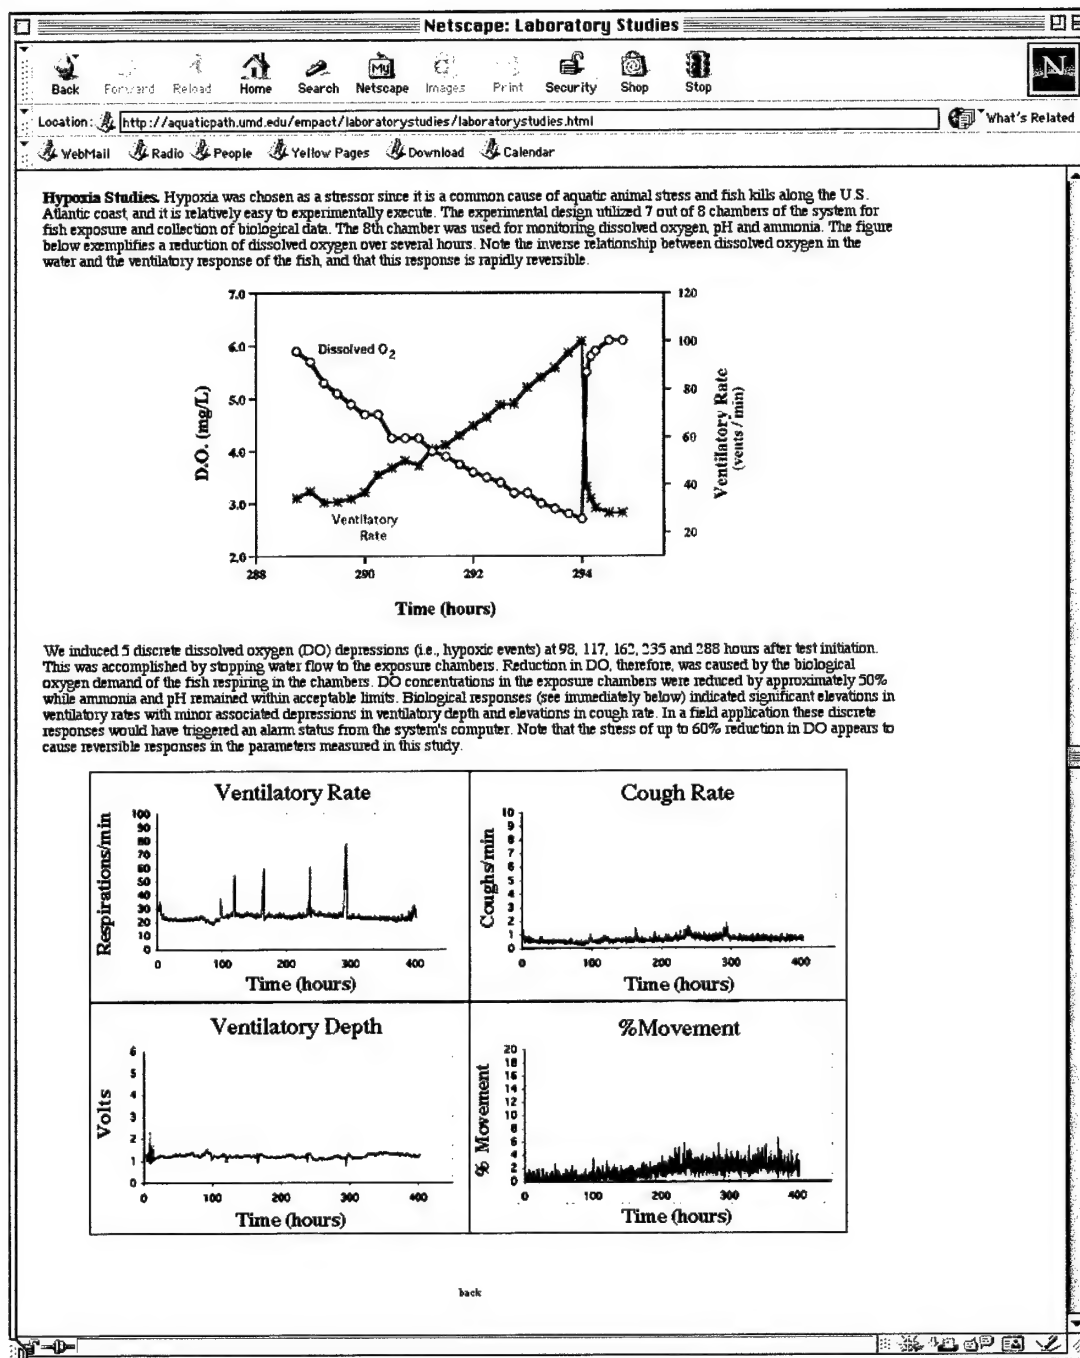 Netscape: Laboratory Studies
Back Forward Reload Home Search Netscape Images Print Security Shop Stop
My
N
Location: http://aquaticpath.umd.edu/empact/laboratorystudies/laboratorystudies.html What's Related
WebMail Radio People Yellow Pages Download Calendar
Hypoxia Studies. Hypoxia was chosen as a stressor since it is a common cause of aquatic animal stress and fish kills along the U.S.
Atlantic coast, and it is relatively easy to experimentally execute. The experimental design utilized 7 out of 8 chambers of the system for
fish exposure and collection of biological data. The 8th chamber was used for monitoring dissolved oxygen, pH and ammonia. The figure
below exemplifies a reduction of dissolved oxygen over several hours. Note the inverse relationship between dissolved oxygen in the
water and the ventilatory response of the fish, and that this response is rapidly reversible.
7.0
6.0
5.0
4.0
3.0
2.0
D.O. (mg/L)
Dissolved O2
Ventilatory
Rate
120
100
80
60
40
20
Ventilatory Rate
(vents / min)
288 290 292 294
Time (hours)
We induced 5 discrete dissolved oxygen (DO) depressions (i.e., hypoxic events) at 98, 117, 162, 235 and 288 hours after test initiation.
This was accomplished by stopping water flow to the exposure chambers. Reduction in DO, therefore, was caused by the biological
oxygen demand of the fish respiring in the chambers. DO concentrations in the exposure chambers were reduced by approximately 50%
while ammonia and pH remained within acceptable limits. Biological responses (see immediately below) indicated significant elevations in
ventilatory rates with minor associated depressions in ventilatory depth and elevations in cough rate. In a field application these discrete
responses would have triggered an alarm status from the system's computer. Note that the stress of up to 60% reduction in DO appears to
cause reversible responses in the parameters measured in this study.
Ventilatory Rate
Respirations/min
100
90
80
70
60
50
40
30
20
10
0
0 100 200 300 400
Time (hours)
Cough Rate
Coughs/min
10
9
8
7
6
5
4
3
2
1
0
0 100 200 300 400
Time (hours)
Ventilatory Depth
Volts
6
5
4
3
2
1
0
0 100 200 300 400
Time (hours)
%Movement
% Movement
20
18
16
14
12
10
8
6
4
2
0
0 100 200 300 400
Time (hours)
back